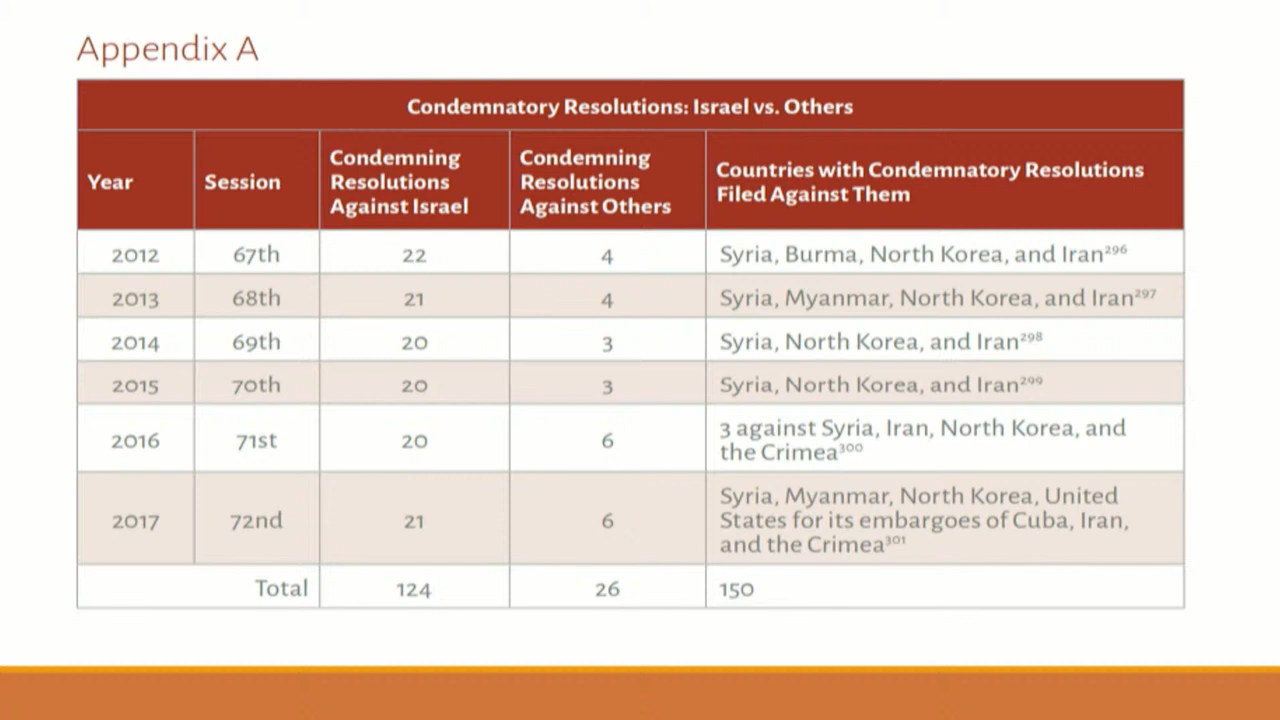 Appendix A
Condemnatory Resolutions: Israel vs. Others
Year
Session
Condemning
Resolutions
Against Israel
Condemning
Resolutions
Against Others
Countries with Condemnatory Resolutions
Filed Against Them
2012 67th 22 4 Syria, Burma, North Korea, and Iran²⁹⁶
2013 68th 21 4 Syria, Myanmar, North Korea, and Iran²⁹⁷
2014 69th 20 3 Syria, North Korea, and Iran²⁹⁸
2015 70th 20 3 Syria, North Korea, and Iran²⁹⁹
2016 71st 20 6 3 against Syria, Iran, North Korea, and
the Crimea³⁰⁰
2017 72nd 21 6 Syria, Myanmar, North Korea, United
States for its embargoes of Cuba, Iran,
and the Crimea³⁰¹
Total 124 26 150